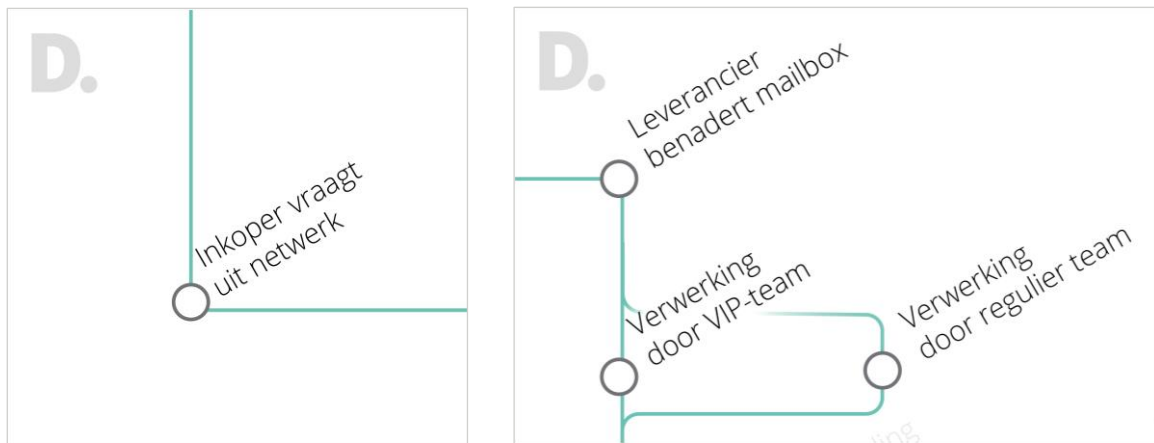 D.
Inkoper vraagt
uit netwerk
D.
Leverancier
benadert mailbox
Verwerking
door VIP-team
Verwerking
door regulier team